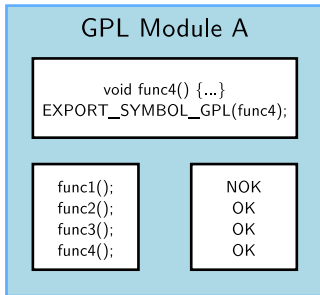 GPL Module A
void func4() {...}
EXPORT_SYMBOL_GPL(func4);
func1();
func2();
func3();
func4();
NOK
OK
OK
OK